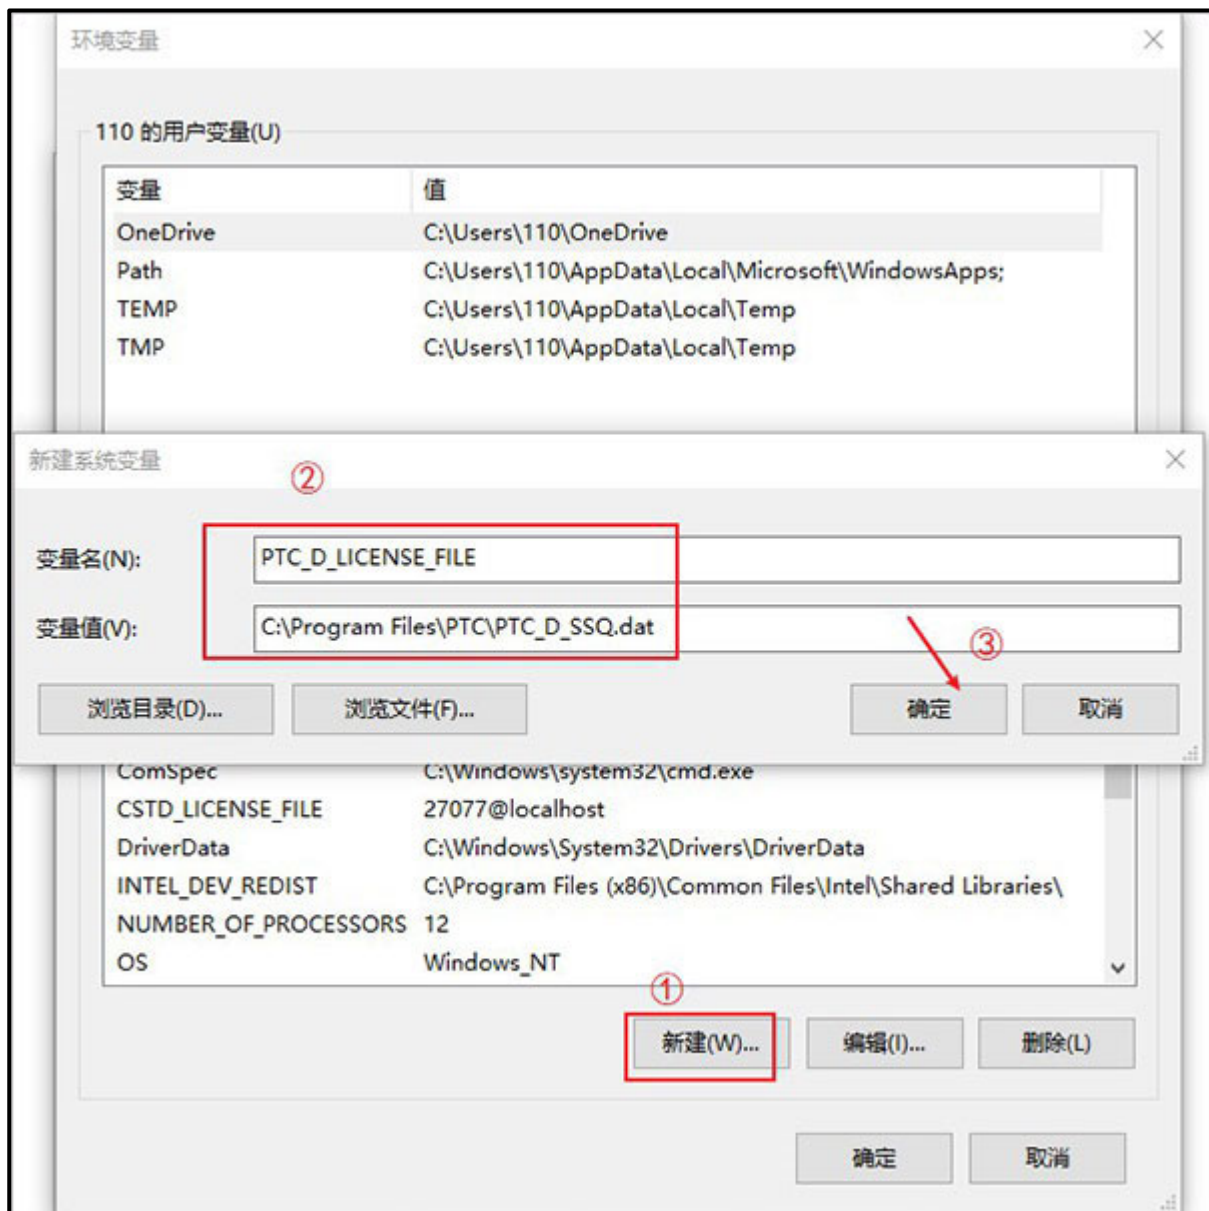 环境变量
110 的用户变量(U)
变量 值
OneDrive C:\Users\110\OneDrive
Path C:\Users\110\AppData\Local\Microsoft\WindowsApps;
TEMP C:\Users\110\AppData\Local\Temp
TMP C:\Users\110\AppData\Local\Temp
新建系统变量
②
变量名(N): PTC_D_LICENSE_FILE
变量值(V): C:\Program Files\PTC\PTC_D_SSQ.dat
③
浏览目录(D)... 浏览文件(F)... 确定 取消
ComSpec C:\Windows\system32\cmd.exe
CSTD_LICENSE_FILE 27077@localhost
DriverData C:\Windows\System32\Drivers\DriverData
INTEL_DEV_REDIST C:\Program Files (x86)\Common Files\Intel\Shared Libraries\
NUMBER_OF_PROCESSORS 12
OS Windows_NT
①
新建(W)... 编辑(I)... 删除(L)
确定 取消